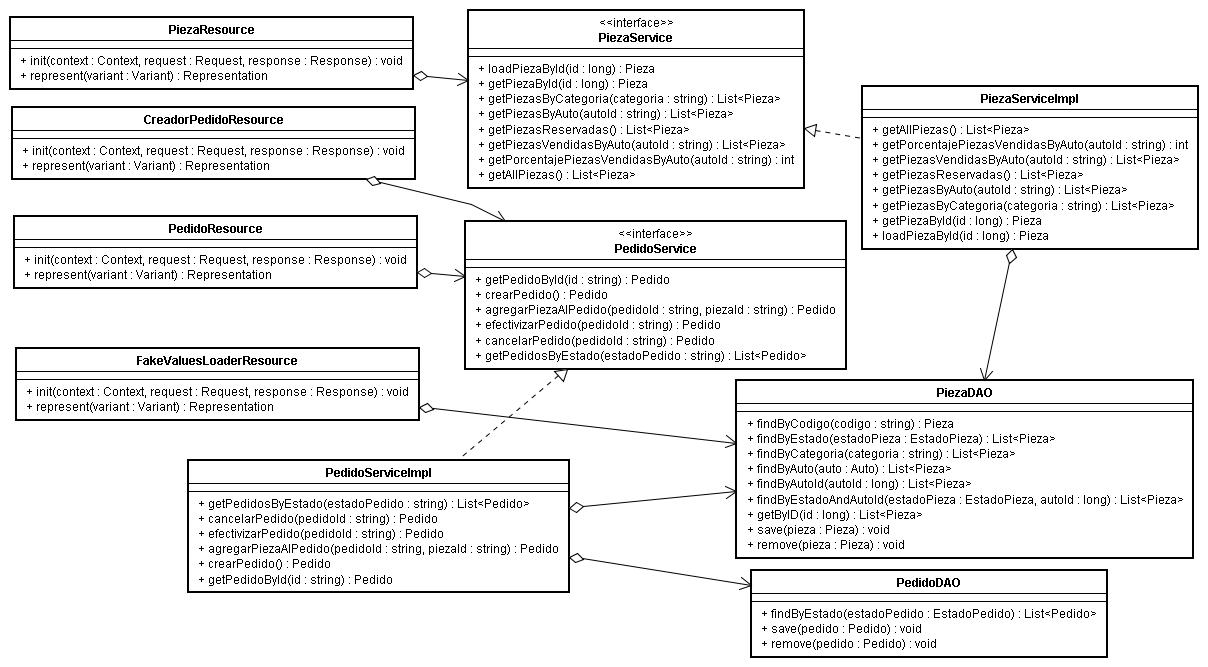 PiezaResource
+ init(context : Context, request : Request, response : Response) : void
+ represent(variant : Variant) : Representation
<<interface>>
PiezaService
+ loadPiezaById(id : long) : Pieza
+ getPiezaById(id : long) : Pieza
+ getPiezasByCategoria(categoria : string) : List<Pieza>
+ getPiezasByAuto(autoId : string) : List<Pieza>
+ getPiezasReservadas() : List<Pieza>
+ getPiezasVendidasByAuto(autoId : string) : List<Pieza>
+ getPorcentajePiezasVendidasByAuto(autoId : string) : int
+ getAllPiezas() : List<Pieza>
PiezaServiceImpl
+ getAllPiezas() : List<Pieza>
+ getPorcentajePiezasVendidasByAuto(autoId : string) : int
+ getPiezasVendidasByAuto(autoId : string) : List<Pieza>
+ getPiezasReservadas() : List<Pieza>
+ getPiezasByAuto(autoId : string) : List<Pieza>
+ getPiezasByCategoria(categoria : string) : List<Pieza>
+ getPiezaById(id : long) : Pieza
+ loadPiezaById(id : long) : Pieza
CreadorPedidoResource
+ init(context : Context, request : Request, response : Response) : void
+ represent(variant : Variant) : Representation
PedidoResource
+ init(context : Context, request : Request, response : Response) : void
+ represent(variant : Variant) : Representation
<<interface>>
PedidoService
+ getPedidoById(id : string) : Pedido
+ crearPedido() : Pedido
+ agregarPiezaAlPedido(pedidoId : string, piezaId : string) : Pedido
+ efectivizarPedido(pedidoId : string) : Pedido
+ cancelarPedido(pedidoId : string) : Pedido
+ getPedidosByEstado(estadoPedido : string) : List<Pedido>
FakeValuesLoaderResource
+ init(context : Context, request : Request, response : Response) : void
+ represent(variant : Variant) : Representation
PiezaDAO
+ findByCodigo(codigo : string) : Pieza
+ findByEstado(estadoPieza : EstadoPieza) : List<Pieza>
+ findByCategoria(categoria : string) : List<Pieza>
+ findByAuto(auto : Auto) : List<Pieza>
+ findByAutoId(autoId : long) : List<Pieza>
+ findByEstadoAndAutoId(estadoPieza : EstadoPieza, autoId : long) : List<Pieza>
+ getByID(id : long) : List<Pieza>
+ save(pieza : Pieza) : void
+ remove(pieza : Pieza) : void
PedidoServiceImpl
+ getPedidosByEstado(estadoPedido : string) : List<Pedido>
+ cancelarPedido(pedidoId : string) : Pedido
+ efectivizarPedido(pedidoId : string) : Pedido
+ agregarPiezaAlPedido(pedidoId : string, piezaId : string) : Pedido
+ crearPedido() : Pedido
+ getPedidoById(id : string) : Pedido
PedidoDAO
+ findByEstado(estadoPedido : EstadoPedido) : List<Pedido>
+ save(pedido : Pedido) : void
+ remove(pedido : Pedido) : void